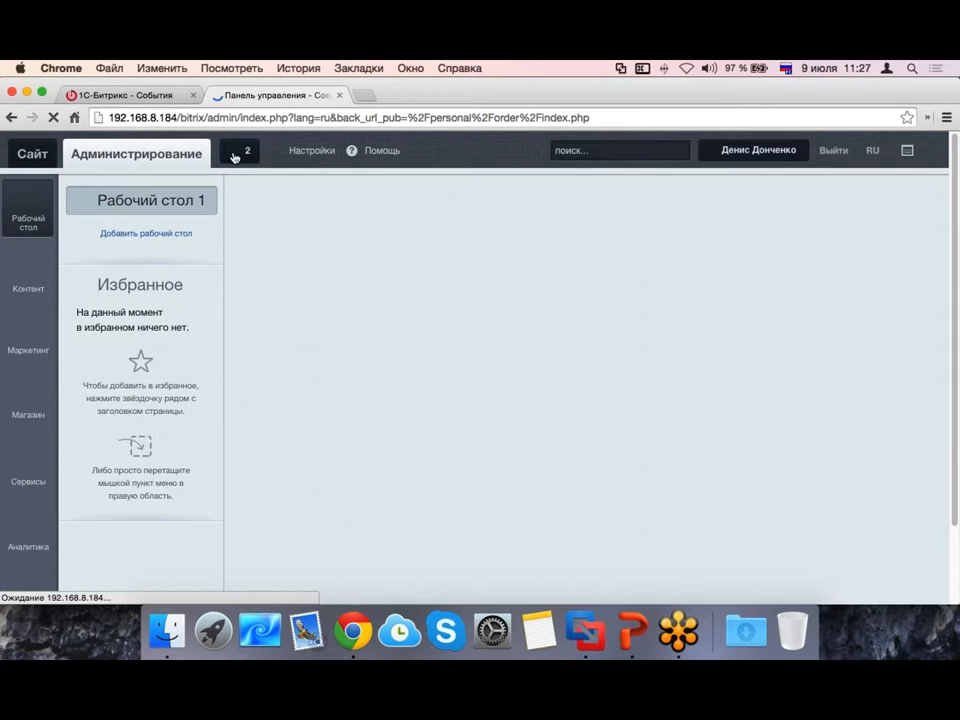 Chrome Файл Изменить Посмотреть История Закладки Окно Справка 97 % 9 июля 11:27
1С-Битрикс - События
Панель управления - Сов
192.168.8.184/bitrix/admin/index.php?lang=ru&back_url_pub=%2Fpersonal%2Forder%2Findex.php
Сайт Администрирование 2 Настройки ? Помощь поиск... Денис Донченко Выйти RU
Рабочий стол
Контент
Маркетинг
Магазин
Сервисы
Аналитика
Рабочий стол 1
Добавить рабочий стол
Избранное
На данный момент
в избранном ничего нет.
Чтобы добавить в избранное,
нажмите звёздочку рядом с
заголовком страницы.
Либо просто перетащите
мышкой пункт меню в
правую область.
Ожидание 192.168.8.184...